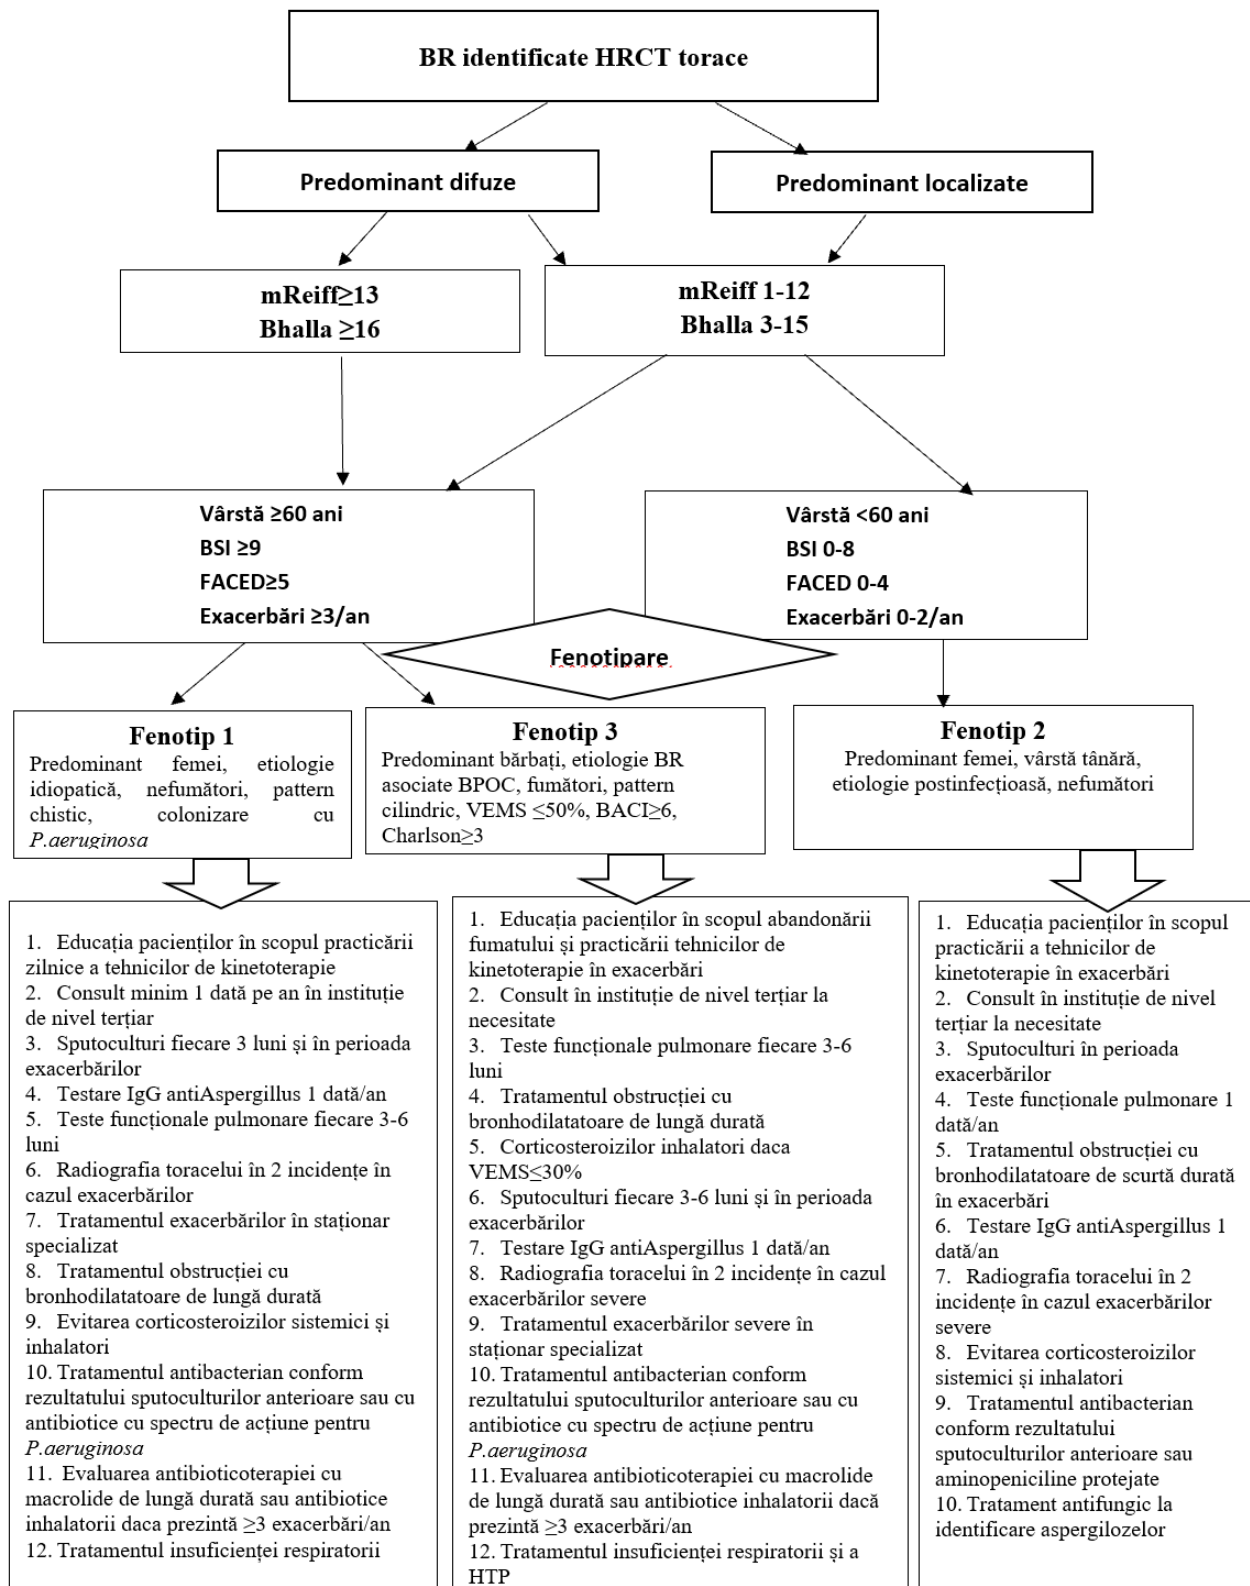 BR identificate HRCT torace
Predominant difuze
Predominant localizate
mReiff≥13
Bhalla ≥16
mReiff 1-12
Bhalla 3-15
Vârstă ≥60 ani
BSI ≥9
FACED≥5
Exacerbări ≥3/an
Vârstă <60 ani
BSI 0-8
FACED 0-4
Exacerbări 0-2/an
Fenotipare
Fenotip 1
Predominant femei, etiologie
idiopatică, nefumători, pattern
chistic, colonizare cu
P.aeruginosa
Fenotip 3
Predominant bărbați, etiologie BR
asociate BPOC, fumători, pattern
cilindric, VEMS ≤50%, BACI≥6,
Charlson≥3
Fenotip 2
Predominant femei, vârstă tânără,
etiologie postinfecțioasă, nefumători
1. Educația pacienților în scopul practicării
zilnice a tehnicilor de kinetoterapie
2. Consult minim 1 dată pe an în instituție
de nivel terțiar
3. Sputoculturi fiecare 3 luni și în perioada
exacerbărilor
4. Testare IgG antiAspergillus 1 dată/an
5. Teste funcționale pulmonare fiecare 3-6
luni
6. Radiografia toracelui în 2 incidențe în
cazul exacerbărilor
7. Tratamentul exacerbărilor în staționar
specializat
8. Tratamentul obstrucției cu
bronhodilatatoare de lungă durată
9. Evitarea corticosteroizilor sistemici și
inhalatori
10. Tratamentul antibacterian conform
rezultatului sputoculturilor anterioare sau cu
antibiotice cu spectru de acțiune pentru
P.aeruginosa
11. Evaluarea antibioticoterapiei cu
macrolide de lungă durată sau antibiotice
inhalatorii daca prezintă ≥3 exacerbări/an
12. Tratamentul insuficienței respiratorii
1. Educația pacienților în scopul abandonării
fumatului și practicării tehnicilor de
kinetoterapie în exacerbări
2. Consult în instituție de nivel terțiar la
necesitate
3. Teste funcționale pulmonare fiecare 3-6
luni
4. Tratamentul obstrucției cu
bronhodilatatoare de lungă durată
5. Corticosteroizilor inhalatori daca
VEMS≤30%
6. Sputoculturi fiecare 3-6 luni și în perioada
exacerbărilor
7. Testare IgG antiAspergillus 1 dată/an
8. Radiografia toracelui în 2 incidențe în cazul
exacerbărilor severe
9. Tratamentul exacerbărilor severe în
staționar specializat
10. Tratamentul antibacterian conform
rezultatului sputoculturilor anterioare sau cu
antibiotice cu spectru de acțiune pentru
P.aeruginosa
11. Evaluarea antibioticoterapiei cu macrolide
de lungă durată sau antibiotice inhalatorii dacă
prezintă ≥3 exacerbări/an
12. Tratamentul insuficienței respiratorii și a
HTP
1. Educația pacienților în scopul
practicării a tehnicilor de
kinetoterapie în exacerbări
2. Consult în instituție de nivel
terțiar la necesitate
3. Sputoculturi în perioada
exacerbărilor
4. Teste funcționale pulmonare 1
dată/an
5. Tratamentul obstrucției cu
bronhodilatatoare de scurtă durată
în exacerbări
6. Testare IgG antiAspergillus 1
dată/an
7. Radiografia toracelui în 2
incidențe în cazul exacerbărilor
severe
8. Evitarea corticosteroizilor
sistemici și inhalatori
9. Tratamentul antibacterian
conform rezultatului
sputoculturilor anterioare sau
aminopeniciline protejate
10. Tratament antifungic la
identificare aspergilozelor